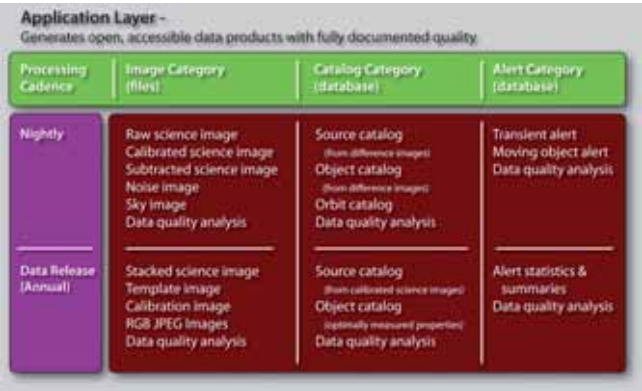 Application Layer -
Generates open, accessible data products with fully documented quality.
Processing Cadence
Image Category (files)
Catalog Category (database)
Alert Category (database)
Nightly
Raw science image
Calibrated science image
Subtracted science image
Noise image
Sky image
Data quality analysis
Source catalog
(from difference images)
Object catalog
(from difference images)
Orbit catalog
Data quality analysis
Transient alert
Moving object alert
Data quality analysis
Data Release
(Annual)
Stacked science image
Template image
Calibration image
RGB JPEG Images
Data quality analysis
Source catalog
(from calibrated science images)
Object catalog
(optimally measured properties)
Data quality analysis
Alert statistics &
summaries
Data quality analysis